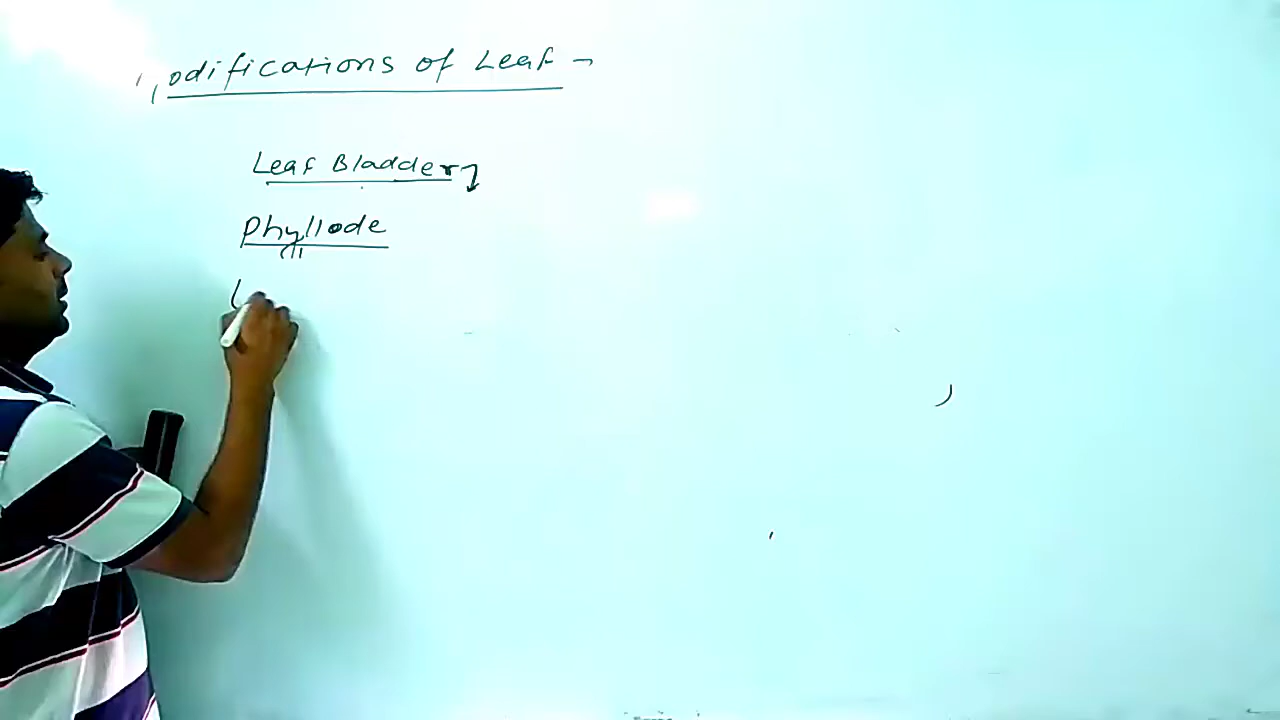 odifications of Leaf -
Leaf Bladder
Phyllode